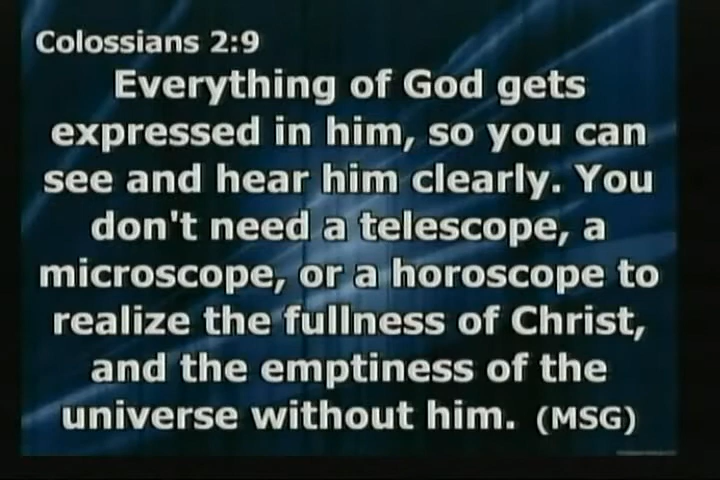 Colossians 2:9
Everything of God gets
expressed in him, so you can
see and hear him clearly. You
don't need a telescope, a
microscope, or a horoscope to
realize the fullness of Christ,
and the emptiness of the
universe without him. (MSG)